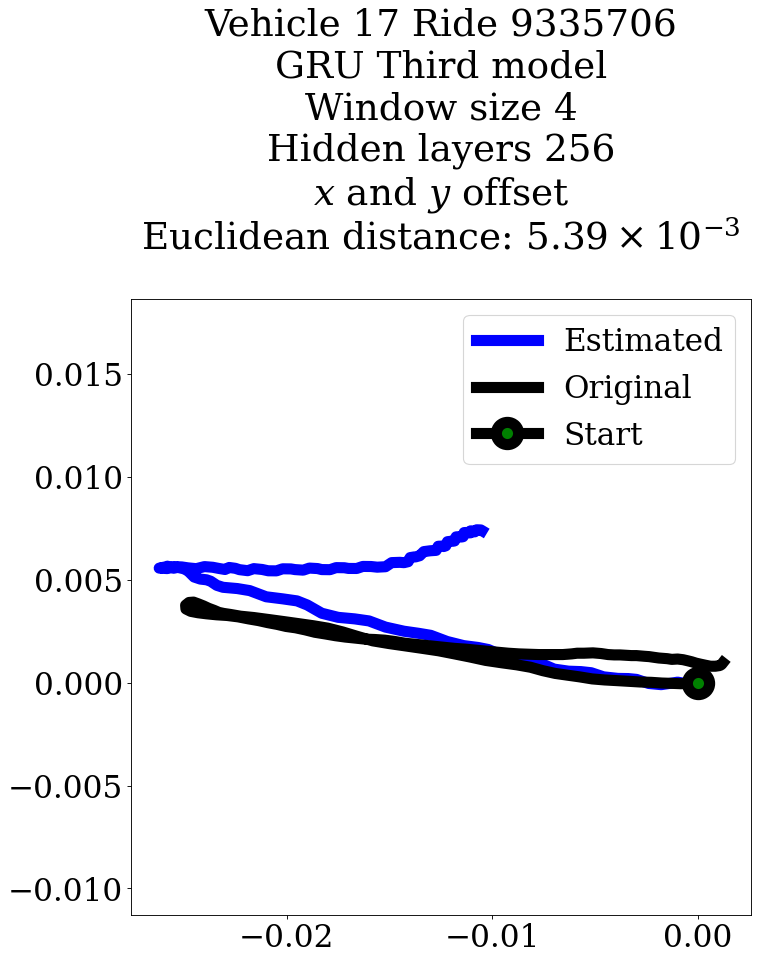 Vehicle 17 Ride 9335706
GRU Third model
Window size 4
Hidden layers 256
x and y offset
Euclidean distance: 5.39 × 10⁻³
Estimated
Original
Start
0.015
0.010
0.005
0.000
−0.005
−0.010
−0.02
−0.01
0.00